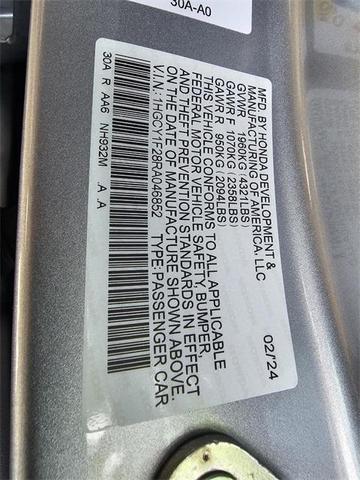 30A-A0
MFD. BY HONDA DEVELOPMENT &
MANUFACTURING OF AMERICA, LLC 02/'24
GVWR 1960KG (4321LBS)
GAWR F 1070KG (2358LBS)
GAWR R 950KG (2094LBS)
THIS VEHICLE CONFORMS TO ALL APPLICABLE
FEDERAL MOTOR VEHICLE SAFETY, BUMPER,
AND THEFT PREVENTION STANDARDS IN EFFECT
ON THE DATE OF MANUFACTURE SHOWN ABOVE.
V.I.N.: 1HGCY1F28RA046852 TYPE: PASSENGER CAR
30A R AA6 NH932M A A